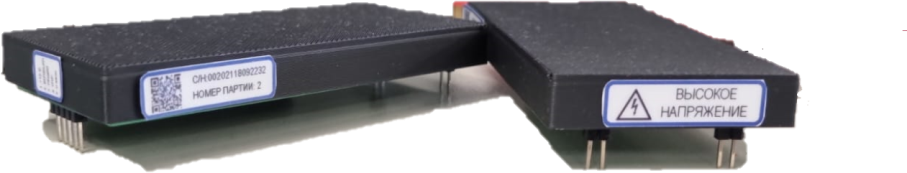 С/Н:00202118092232
НОМЕР ПАРТИИ: 2
ВЫСОКОЕ
НАПРЯЖЕНИЕ